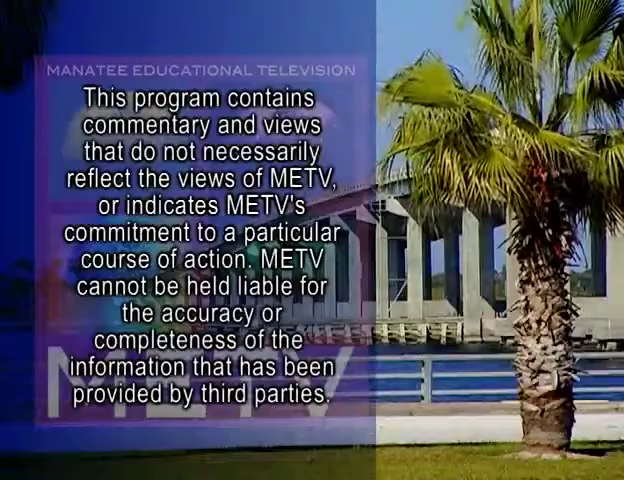 MANATEE EDUCATIONAL TELEVISION
This program contains
commentary and views
that do not necessarily
reflect the views of METV,
or indicates METV's
commitment to a particular
course of action. METV
cannot be held liable for
the accuracy or
completeness of the
information that has been
provided by third parties.
METV